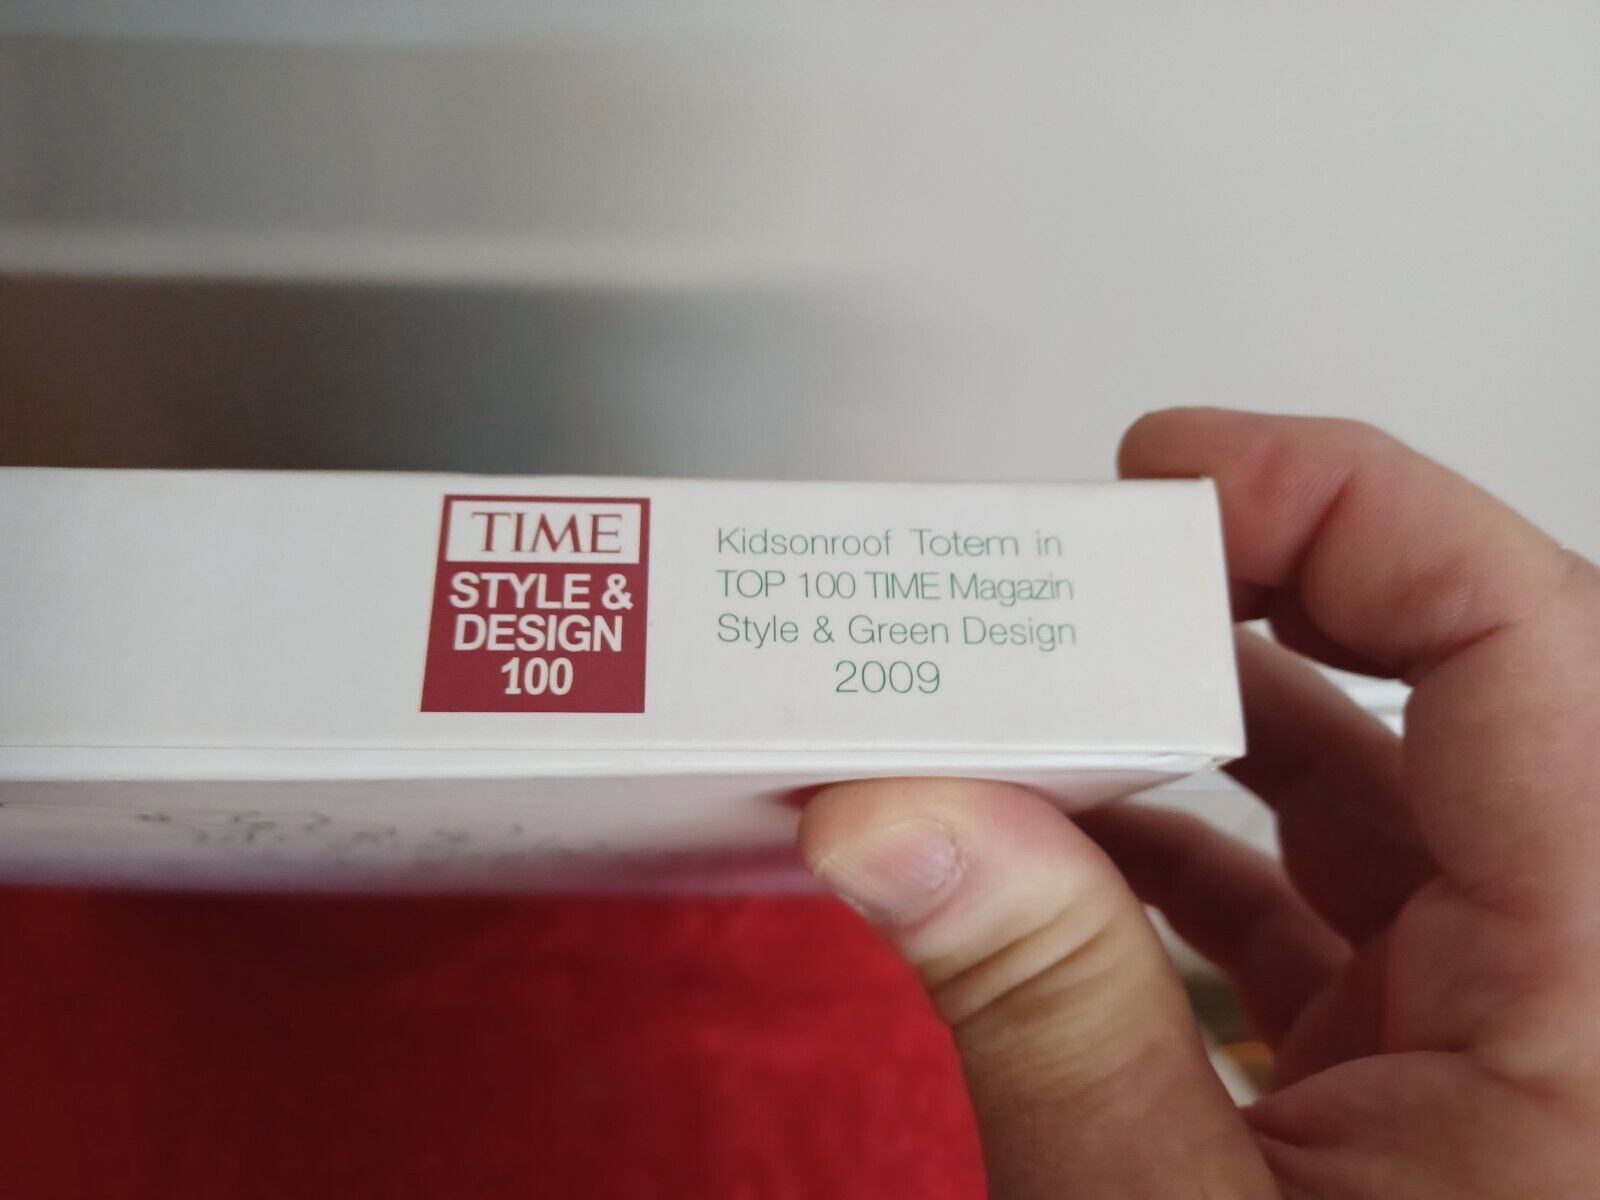 TIME
STYLE &
DESIGN
100
Kidsonroof Totem in
TOP 100 TIME Magazin
Style & Green Design
2009